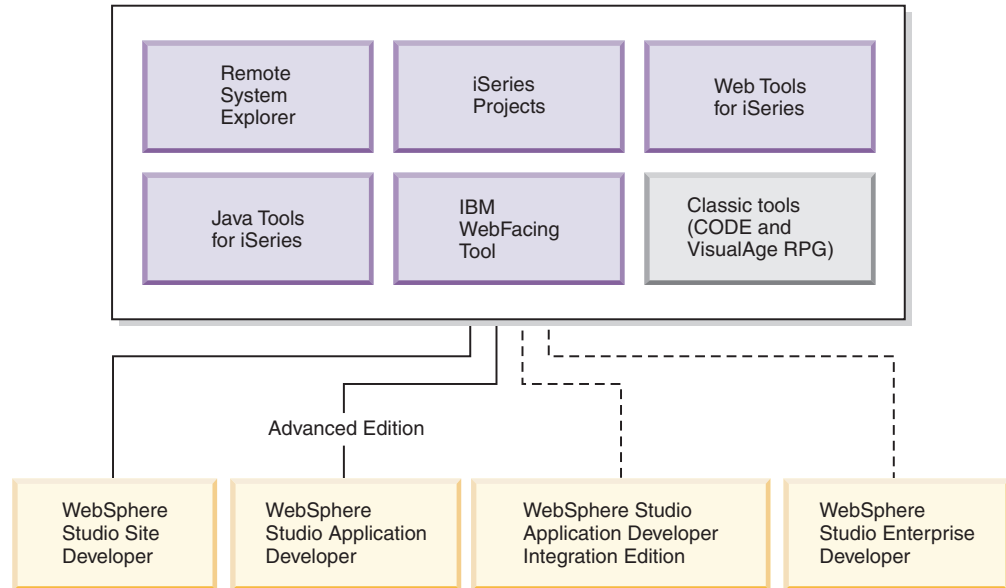 Remote
System
Explorer
iSeries
Projects
Web Tools
for iSeries
Java Tools
for iSeries
IBM
WebFacing
Tool
Classic tools
(CODE and
VisualAge RPG)
Advanced Edition
WebSphere
Studio Site
Developer
WebSphere
Studio Application
Developer
WebSphere Studio
Application Developer
Integration Edition
WebSphere
Studio Enterprise
Developer